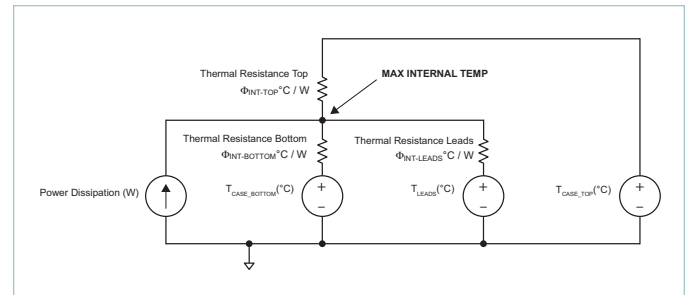 Thermal Resistance Top
MAX INTERNAL TEMP
ΦINT-TOP°C / W
Thermal Resistance Bottom
Thermal Resistance Leads
ΦINT-BOTTOM°C / W
ΦINT-LEADS°C / W
Power Dissipation (W)
TCASE_BOTTOM(°C)
TLEADS(°C)
TCASE_TOP(°C)
+
–
+
–
+
–